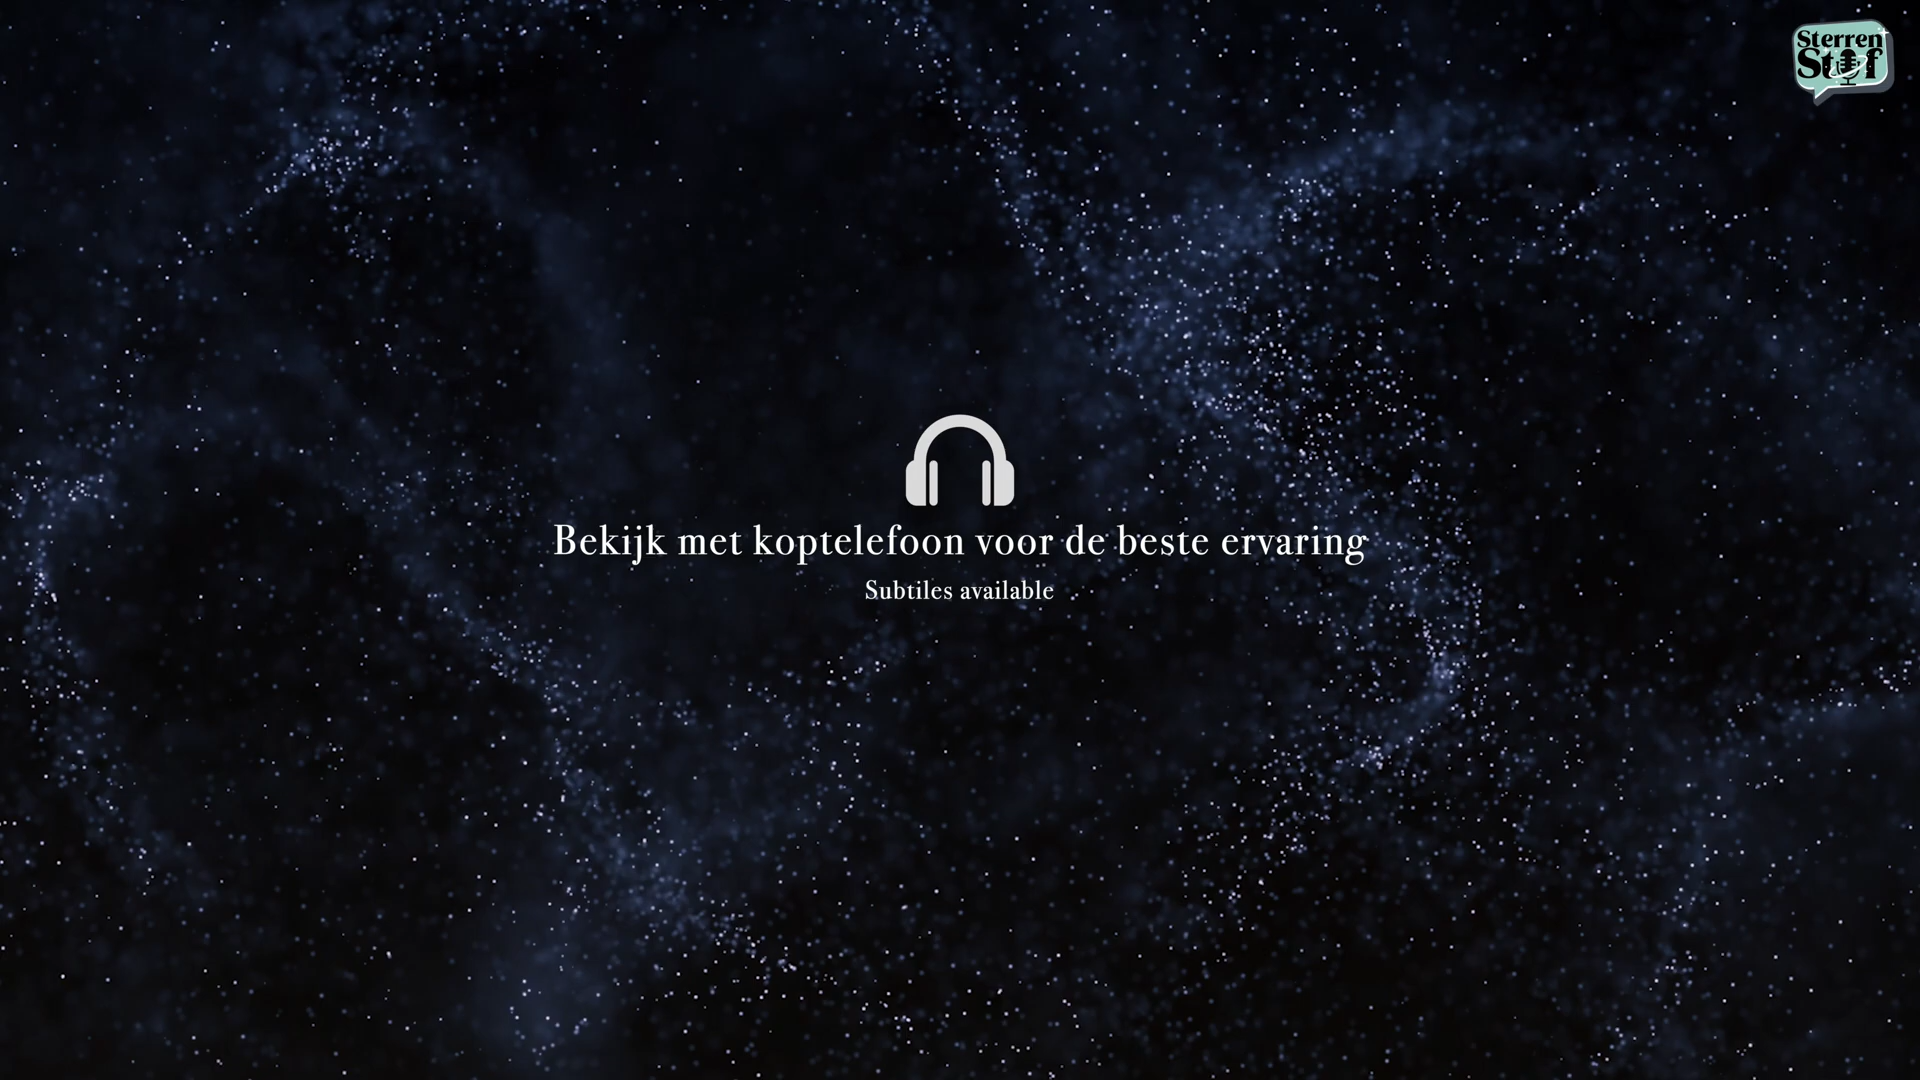 Sterren
Stof
Bekijk met koptelefoon voor de beste ervaring
Subtiles available